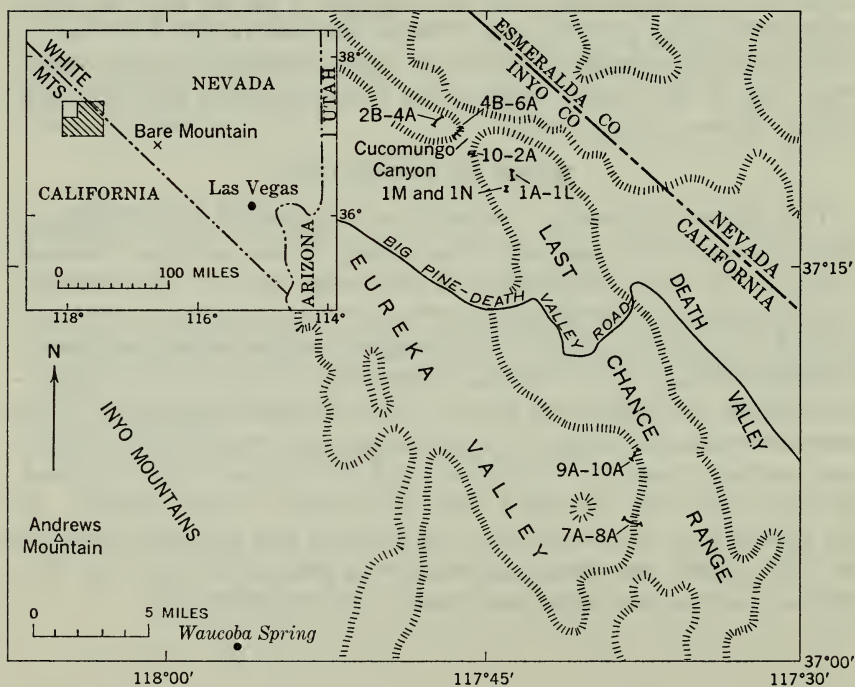 WHITE
MTS
NEVADA
38°
UTAH
Bare Mountain
CALIFORNIA
Las Vegas
36°
ARIZONA
0 100 MILES
118° 116° 114°
ESMERALDA CO
INYO CO
2B-4A
4B-6A
Cucomungo
Canyon
10-2A
1M and 1N
1A-1L
NEVADA
CALIFORNIA
37°15'
LAST
CHANCE
RANGE
BIG PINE-DEATH VALLEY ROAD
DEATH
VALLEY
EUREKA
VALLEY
N
INYO MOUNTAINS
9A-10A
7A-8A
Andrews
Mountain
0 5 MILES
Waucoba Spring
37°00'
118°00' 117°45' 117°30'